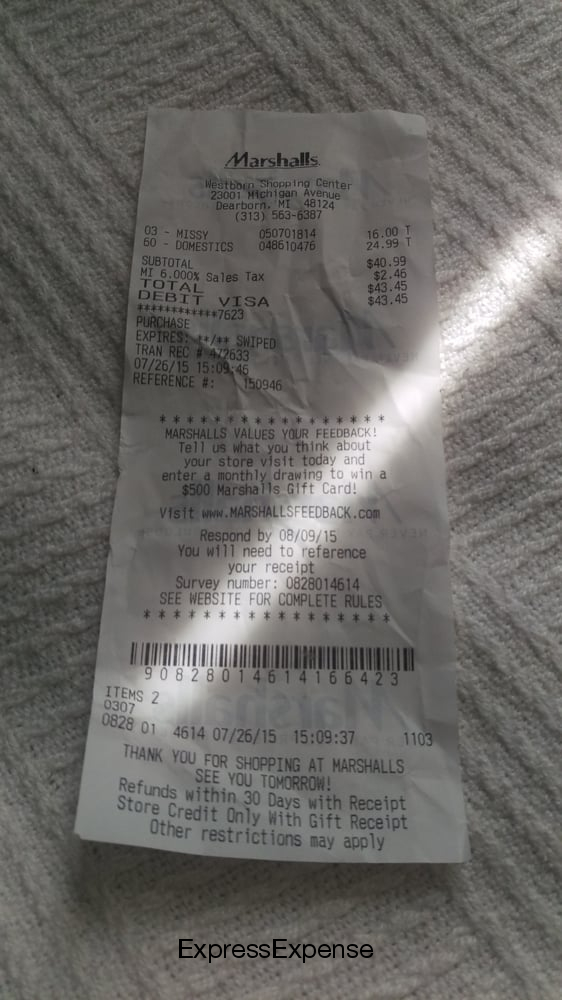 Marshalls.
Westborn Shopping Center
23001 Michigan Avenue
Dearborn, MI 48124
(313) 563-6387
03 - MISSY 050701814 16.00 T
60 - DOMESTICS 048610476 24.99 T
SUBTOTAL $40.99
MI 6.000% Sales Tax $2.46
TOTAL $43.45
DEBIT VISA $43.45
************7623
PURCHASE
EXPIRES: **/** SWIPED
TRAN REC # 472633
07/26/15 15:09:46
REFERENCE #: 150946
* * * * * * * * * * * * * * * * * *
MARSHALLS VALUES YOUR FEEDBACK!
Tell us what you think about
your store visit today and
enter a monthly drawing to win a
$500 Marshalls Gift Card!
Visit www.MARSHALLSFEEDBACK.com
Respond by 08/09/15
You will need to reference
your receipt
Survey number: 0828014614
SEE WEBSITE FOR COMPLETE RULES
* * * * * * * * * * * * * * * * * *
90828014614166423
ITEMS 2
0307
0828 01 4614 07/26/15 15:09:37 1103
THANK YOU FOR SHOPPING AT MARSHALLS
SEE YOU TOMORROW!
Refunds within 30 Days with Receipt
Store Credit Only With Gift Receipt
Other restrictions may apply
ExpressExpense